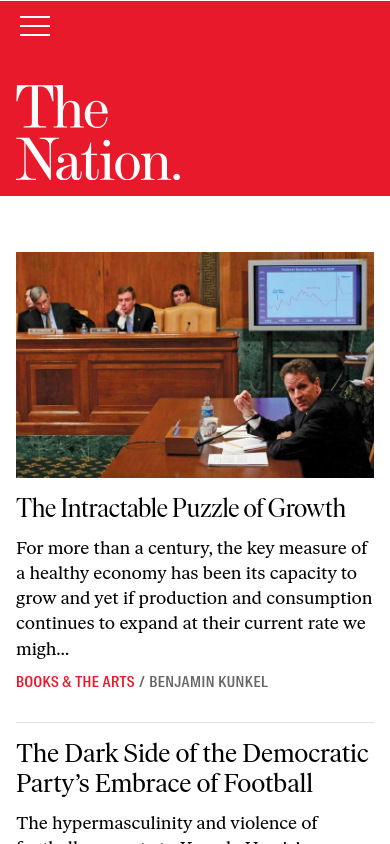 The
Nation.
The Intractable Puzzle of Growth
For more than a century, the key measure of
a healthy economy has been its capacity to
grow and yet if production and consumption
continues to expand at their current rate we
migh...
BOOKS & THE ARTS / BENJAMIN KUNKEL
The Dark Side of the Democratic
Party’s Embrace of Football
The hypermasculinity and violence of